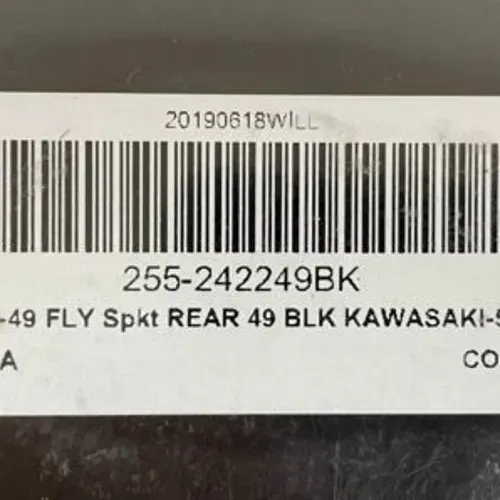 20190618WILL
255-242249BK
-49 FLY Spkt REAR 49 BLK KAWASAKI-S
A CO